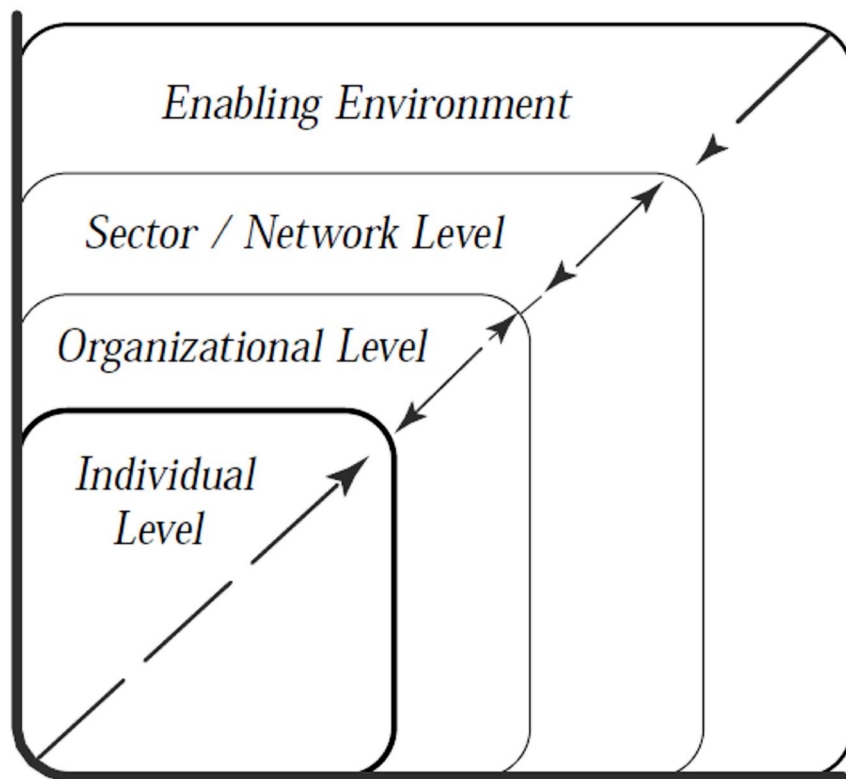 Enabling Environment
Sector / Network Level
Organizational Level
Individual
Level